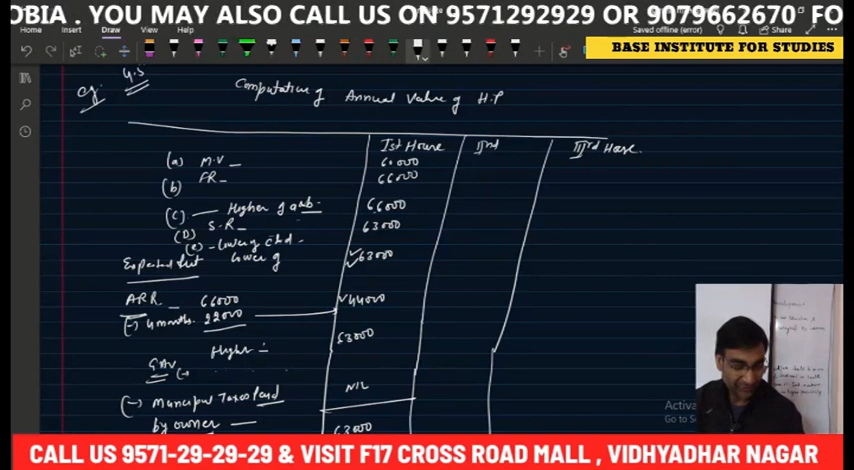 OBIA . YOU MAY ALSO CALL US ON 9571292929 OR 9079662670 FO
Home Insert Draw View Help
Saved offline (error) Share
BASE INSTITUTE FOR STUDIES
eg:
Computation of Annual Value of H.P
Ist House IInd IIIrd House.
(a) M.V — 60000
(b) FR — 66000
(c) — Higher of a & b. 66000
(D) S.R — 63000
(e) - lower of c & d -
Expected Rent lower of 63000
ARR — 66000 44000
(-) 4 months. 22000
Higher :- 63000
GAV (-
(-) Municipal Taxes Paid NIL
by owner — 63000
Activa
Go to Se
CALL US 9571-29-29-29 & VISIT F17 CROSS ROAD MALL , VIDHYADHAR NAGAR